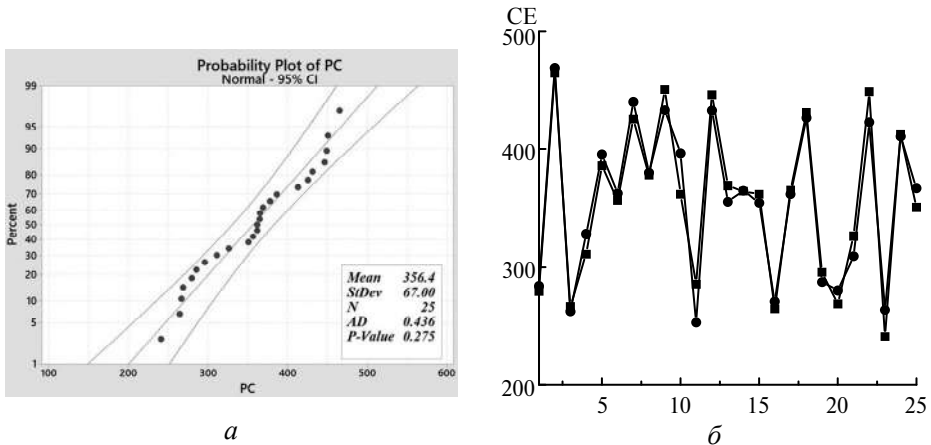 Probability Plot of PC
Normal - 95% CI
Percent
99
95
90
80
70
60
50
40
30
20
10
5
1
Mean 356.4
StDev 67.00
N 25
AD 0.436
P-Value 0.275
100 200 300 400 500 600
PC
а
CE
500
400
300
200
5 10 15 20 25
б